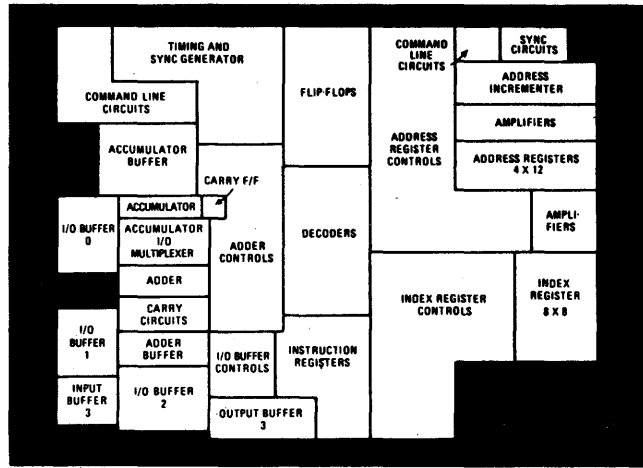 TIMING AND
SYNC GENERATOR
COMMAND LINE
CIRCUITS
FLIP-FLOPS
COMMAND
LINE
CIRCUITS
SYNC
CIRCUITS
ADDRESS
INCREMENTER
AMPLIFIERS
ADDRESS
REGISTER
CONTROLS
ADDRESS REGISTERS
4 X 12
AMPLI-
FIERS
ACCUMULATOR
BUFFER
CARRY F/F
ACCUMULATOR
I/O BUFFER
0
ACCUMULATOR
I/O
MULTIPLEXER
ADDER
CONTROLS
DECODERS
ADDER
CARRY
CIRCUITS
INDEX REGISTER
CONTROLS
INDEX
REGISTER
8 X 8
I/O
BUFFER
1
ADDER
BUFFER
I/O BUFFER
CONTROLS
INSTRUCTION
REGISTERS
INPUT
BUFFER
3
I/O BUFFER
2
OUTPUT BUFFER
3